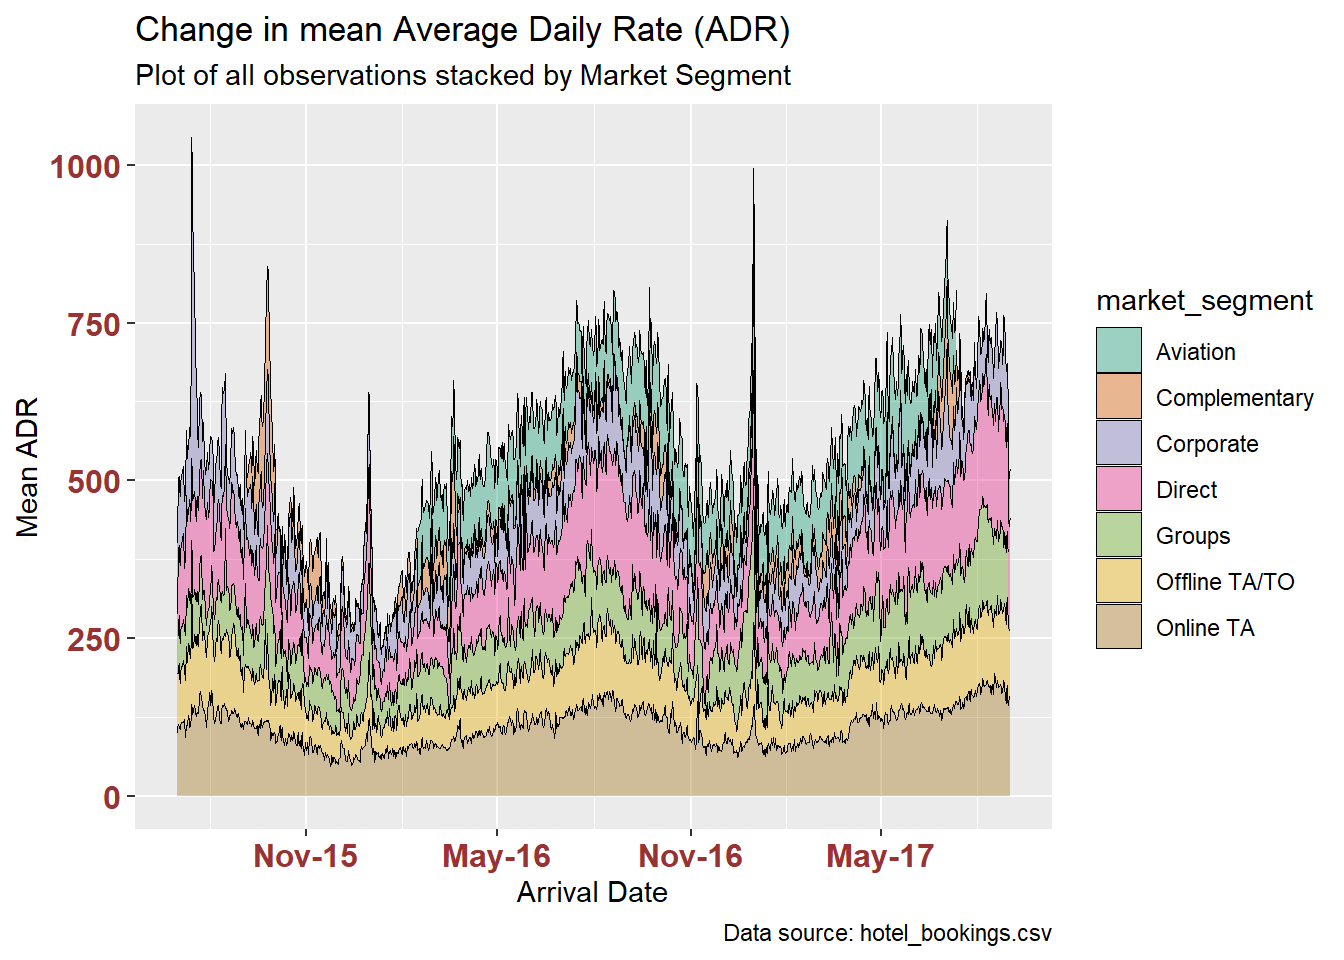 Change in mean Average Daily Rate (ADR)
Plot of all observations stacked by Market Segment
Mean ADR
1000
750
500
250
0
Nov-15
May-16
Nov-16
May-17
Arrival Date
market_segment
Aviation
Complementary
Corporate
Direct
Groups
Offline TA/TO
Online TA
Data source: hotel_bookings.csv